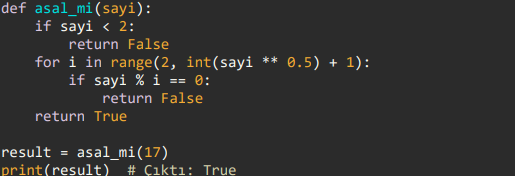 def asal_mi(sayi):
    if sayi < 2:
        return False
    for i in range(2, int(sayi ** 0.5) + 1):
        if sayi % i == 0:
            return False
    return True

result = asal_mi(17)
print(result)  # Çıktı: True